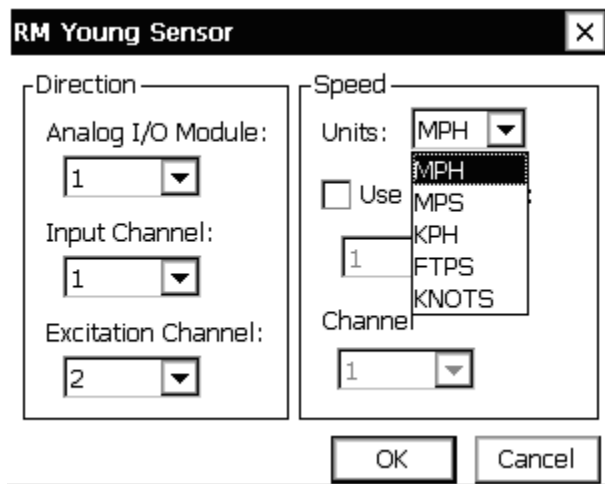 RM Young Sensor
Direction
Analog I/O Module:
1
Input Channel:
1
Excitation Channel:
2
Speed
Units: MPH
MPH
MPS
KPH
FTPS
KNOTS
Use :
1
Channel
1
OK Cancel